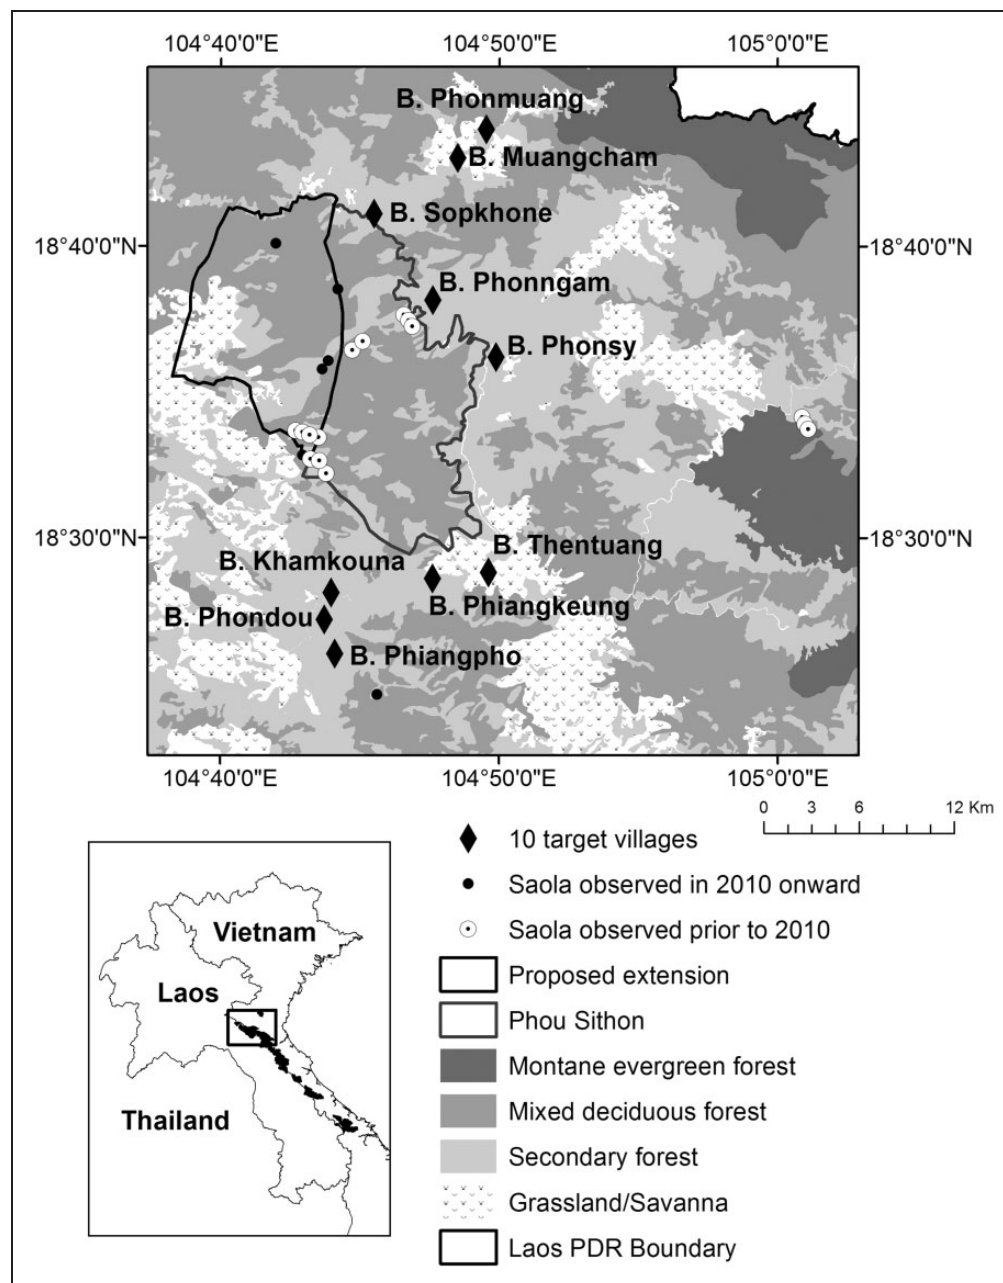 104°40'0"E 104°50'0"E 105°0'0"E
B. Phonmuang
B. Muangcham
B. Sopkhone
18°40'0"N 18°40'0"N
B. Phonngam
B. Phonsy
18°30'0"N 18°30'0"N
B. Thentuang
B. Khamkouna
B. Phiangkeung
B. Phondou
B. Phiangpho
104°40'0"E 104°50'0"E 105°0'0"E
0 3 6 12 Km
10 target villages
Saola observed in 2010 onward
Saola observed prior to 2010
Proposed extension
Phou Sithon
Montane evergreen forest
Mixed deciduous forest
Secondary forest
Grassland/Savanna
Laos PDR Boundary
Vietnam
Laos
Thailand